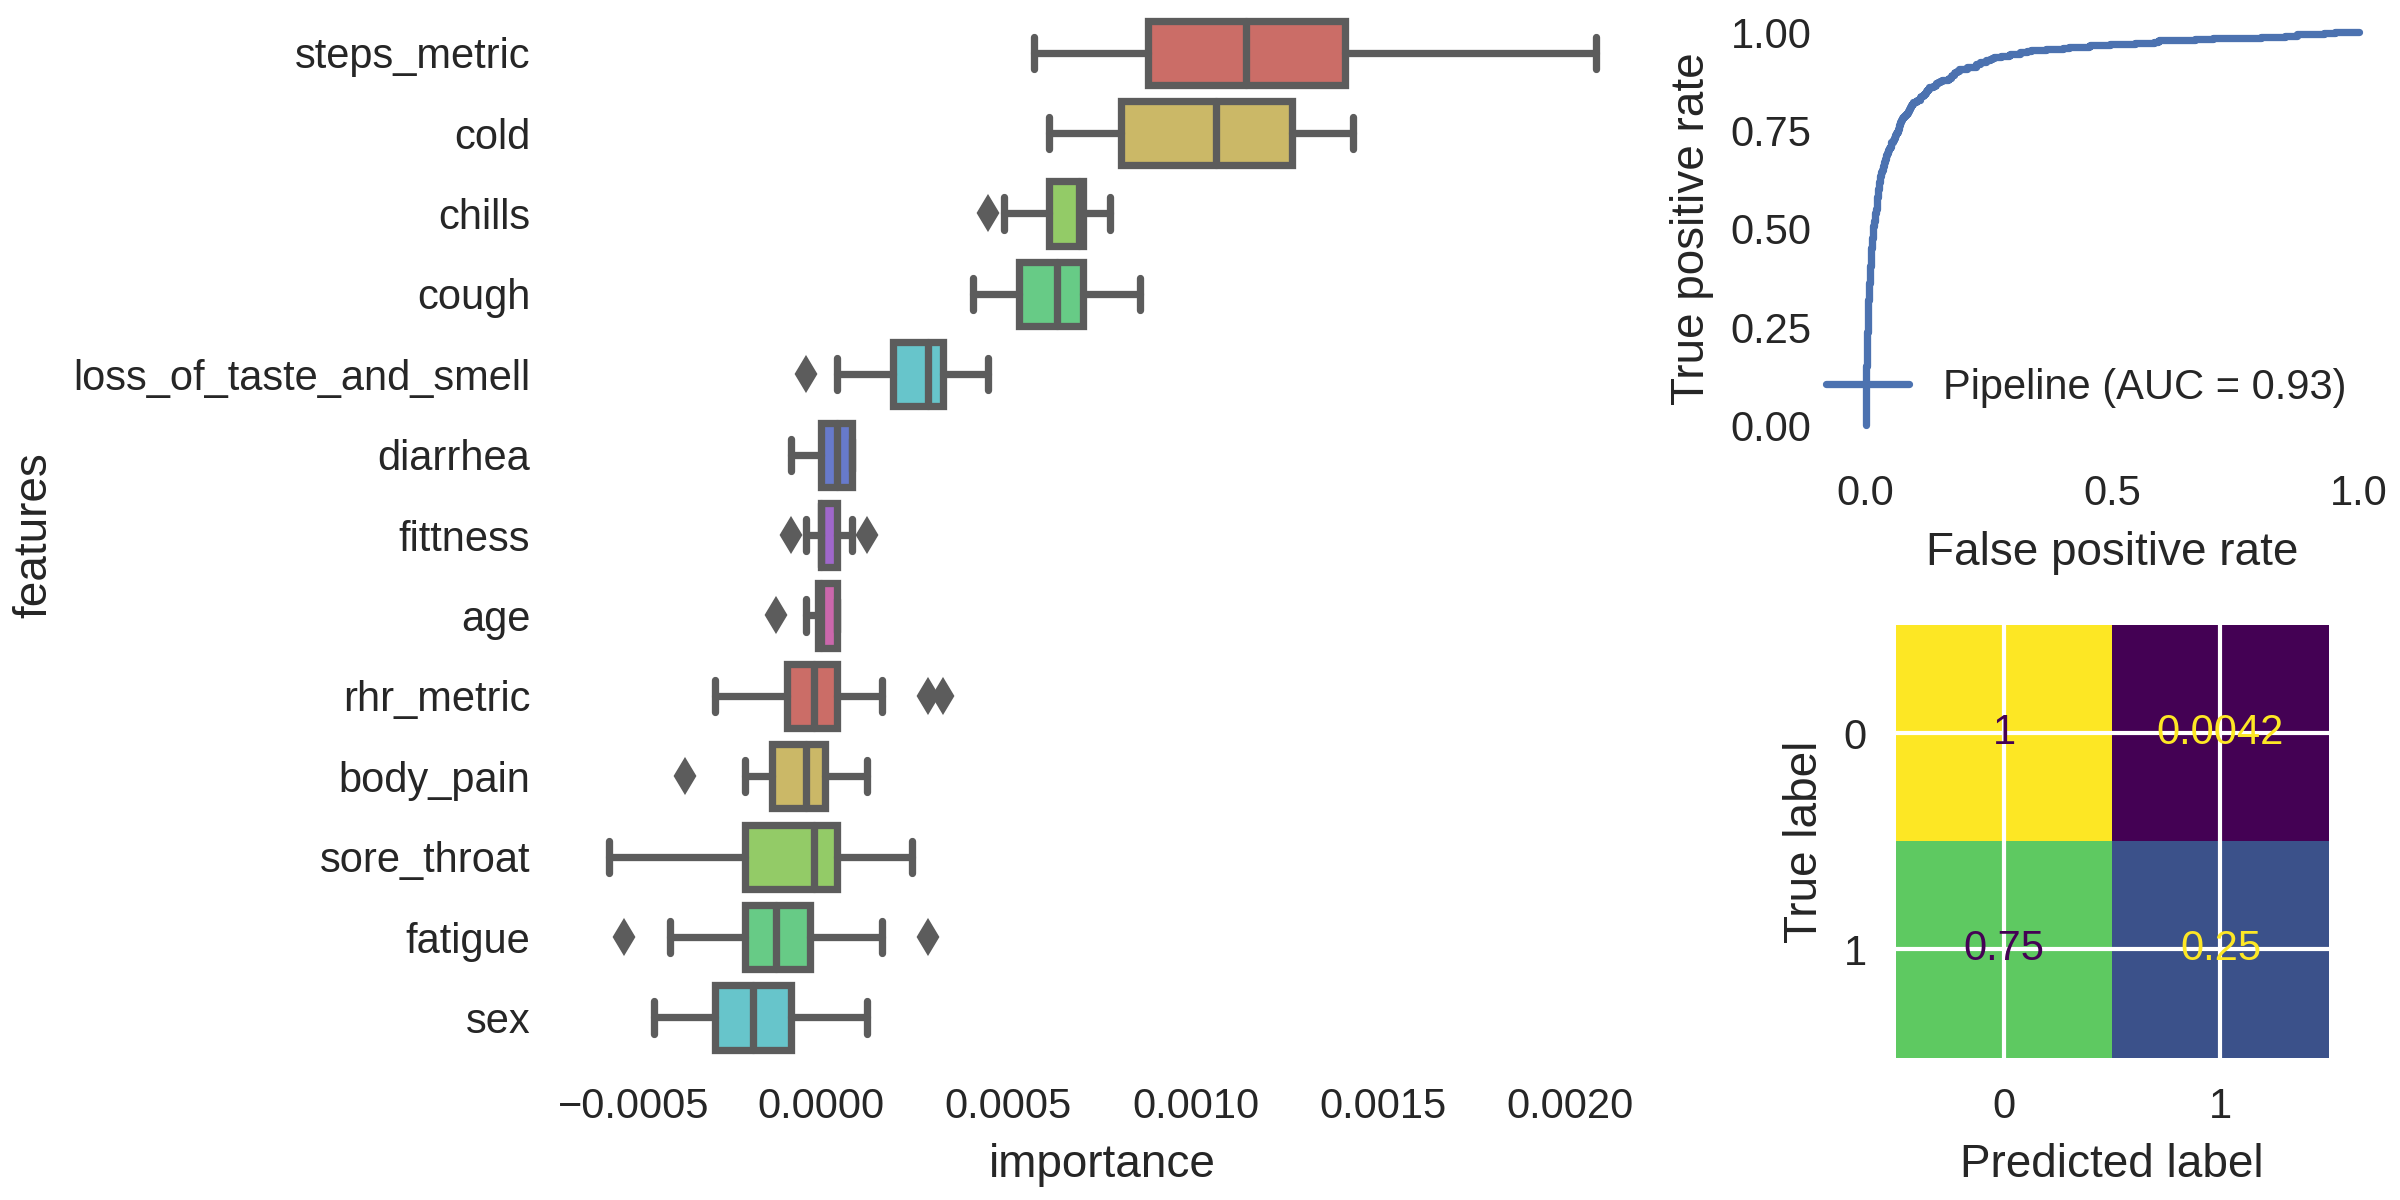 features
steps_metric
cold
chills
cough
loss_of_taste_and_smell
diarrhea
fittness
age
rhr_metric
body_pain
sore_throat
fatigue
sex
−0.0005 0.0000 0.0005 0.0010 0.0015 0.0020
importance
True positive rate
1.00
0.75
0.50
0.25
0.00
Pipeline (AUC = 0.93)
0.0 0.5 1.0
False positive rate
True label
0 1 0.0042
1 0.75 0.25
0 1
Predicted label